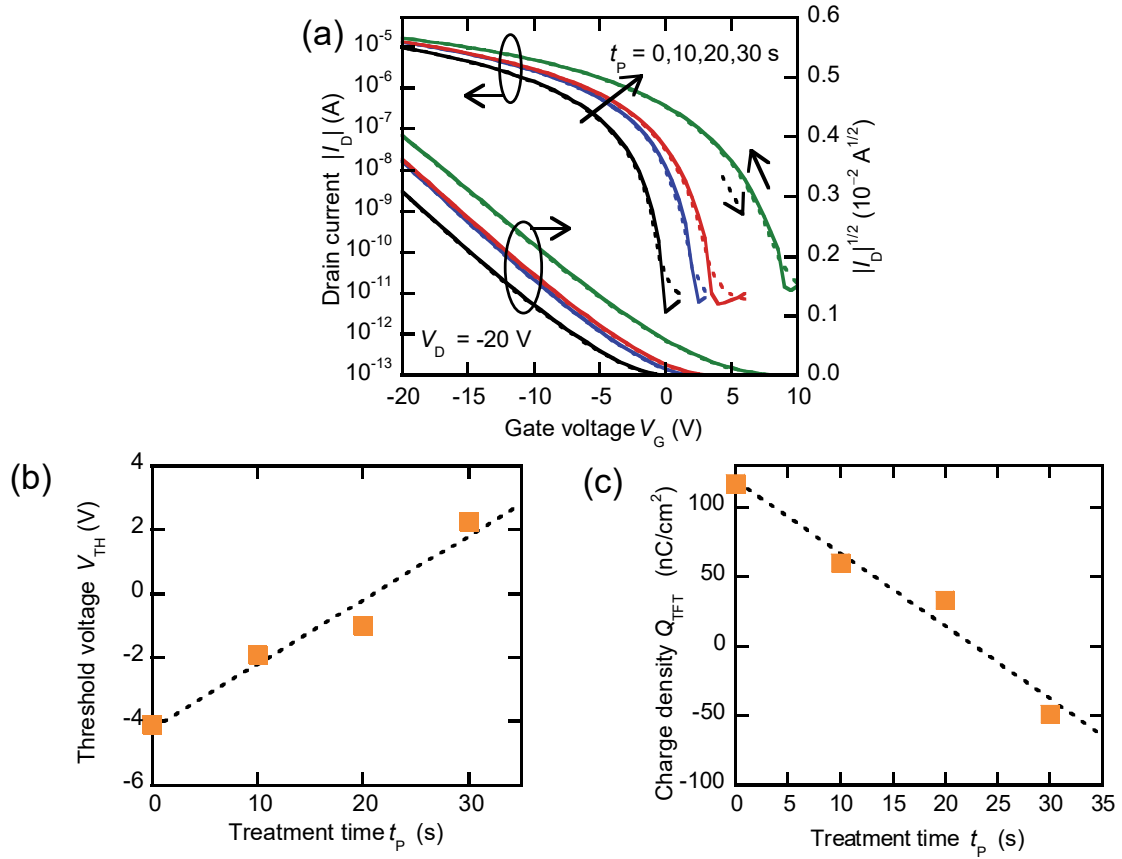 (a)
10⁻⁵
10⁻⁶
10⁻⁷
10⁻⁸
10⁻⁹
10⁻¹⁰
10⁻¹¹
10⁻¹²
10⁻¹³
Drain current |I_D| (A)
t_P = 0,10,20,30 s
V_D = -20 V
0.6
0.5
0.4
0.3
0.2
0.1
0.0
|I_D|^1/2 (10⁻² A^1/2)
-20 -15 -10 -5 0 5 10
Gate voltage V_G (V)
(b)
4
2
0
-2
-4
-6
Threshold voltage V_TH (V)
0 10 20 30
Treatment time t_P (s)
(c)
100
50
0
-50
-100
Charge density Q_TFT (nC/cm²)
0 5 10 15 20 25 30 35
Treatment time t_P (s)